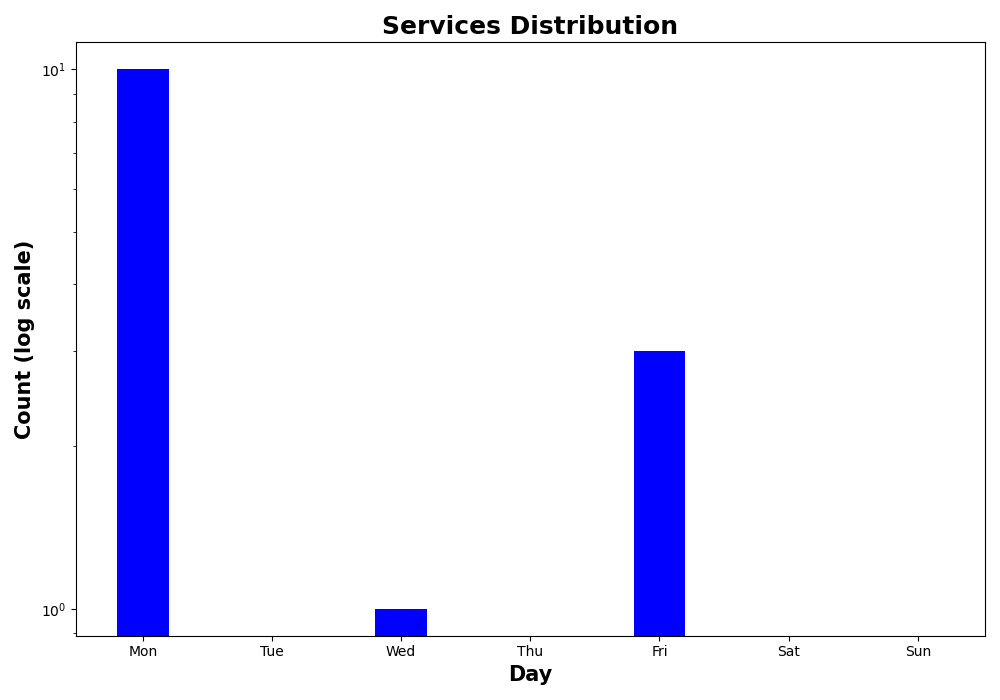 Services Distribution
Count (log scale)
10¹
10⁰
Mon Tue Wed Thu Fri Sat Sun
Day